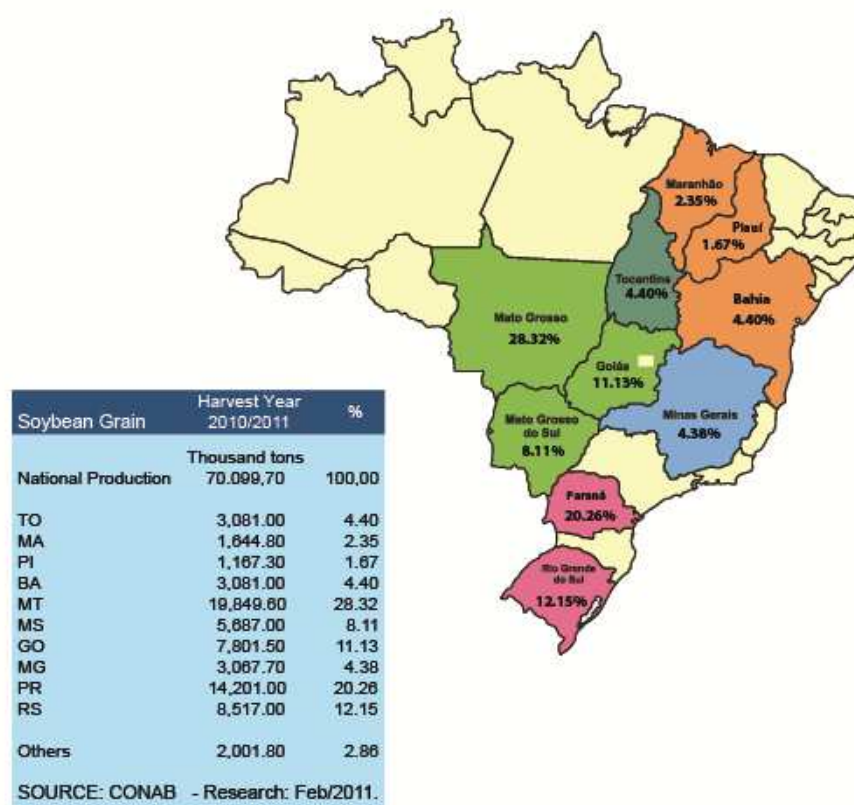 Maranhão
2.35%
Piauí
1.67%
Tocantins
4.40%
Bahia
4.40%
Mato Grosso
28.32%
Goiás
11.13%
Minas Gerais
4.38%
Mato Grosso
do Sul
8.11%
Paraná
20.26%
Rio Grande
do Sul
12.15%
Soybean Grain Harvest Year 2010/2011 %
Thousand tons
National Production 70.099,70 100,00
TO 3,081.00 4.40
MA 1,644.80 2.35
PI 1,167.30 1.67
BA 3,081.00 4.40
MT 19,849.60 28.32
MS 5,687.00 8.11
GO 7,801.50 11.13
MG 3,067.70 4.38
PR 14,201.00 20.26
RS 8,517.00 12.15
Others 2,001.80 2.86
SOURCE: CONAB - Research: Feb/2011.